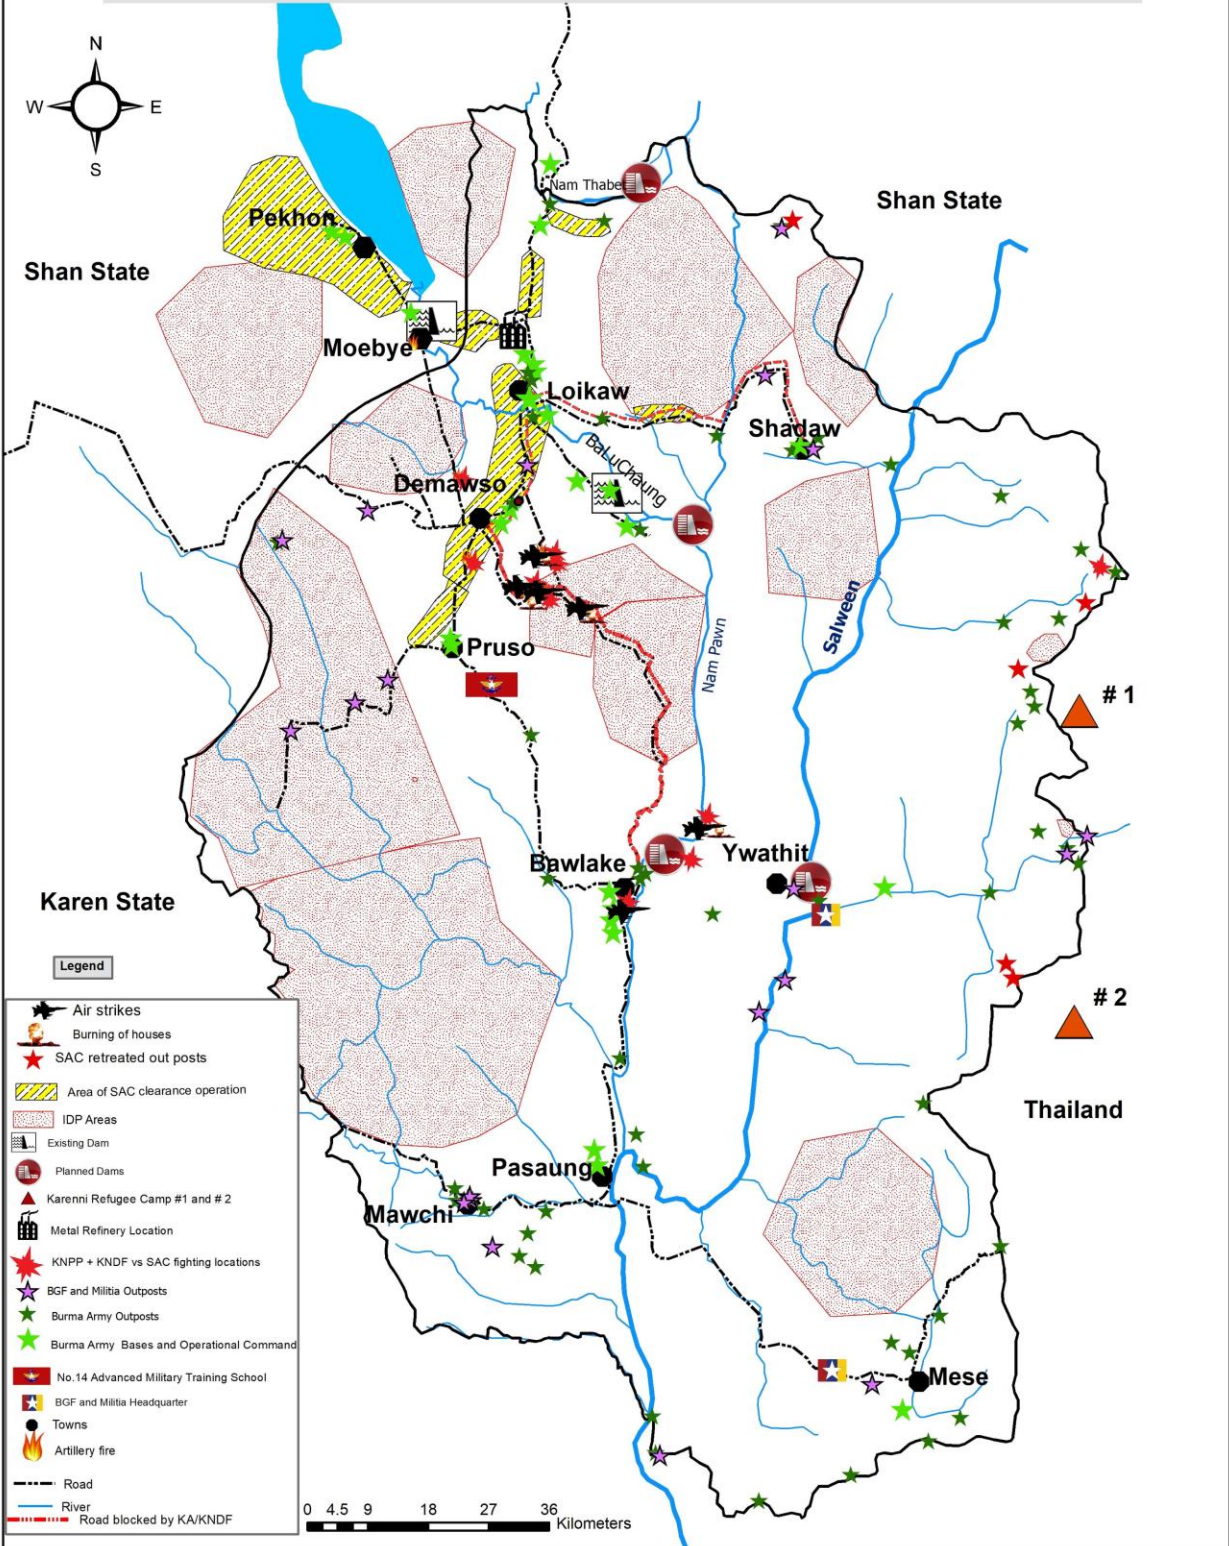 N
W E
S
Nam Thabet
Shan State
Pekhon
Shan State
Moebye
Loikaw
Shadaw
BaLuChaung
Demawso
Salween
Pruso
Nam Pawn
# 1
Bawlake
Ywathit
Karen State
# 2
Thailand
Pasaung
Mawchi
Mese
Legend
Air strikes
Burning of houses
SAC retreated out posts
Area of SAC clearance operation
IDP Areas
Existing Dam
Planned Dams
Karenni Refugee Camp #1 and # 2
Metal Refinery Location
KNPP + KNDF vs SAC fighting locations
BGF and Militia Outposts
Burma Army Outposts
Burma Army Bases and Operational Command
No.14 Advanced Military Training School
BGF and Militia Headquarter
Towns
Artillery fire
Road
River
Road blocked by KA/KNDF
0 4.5 9 18 27 36
Kilometers